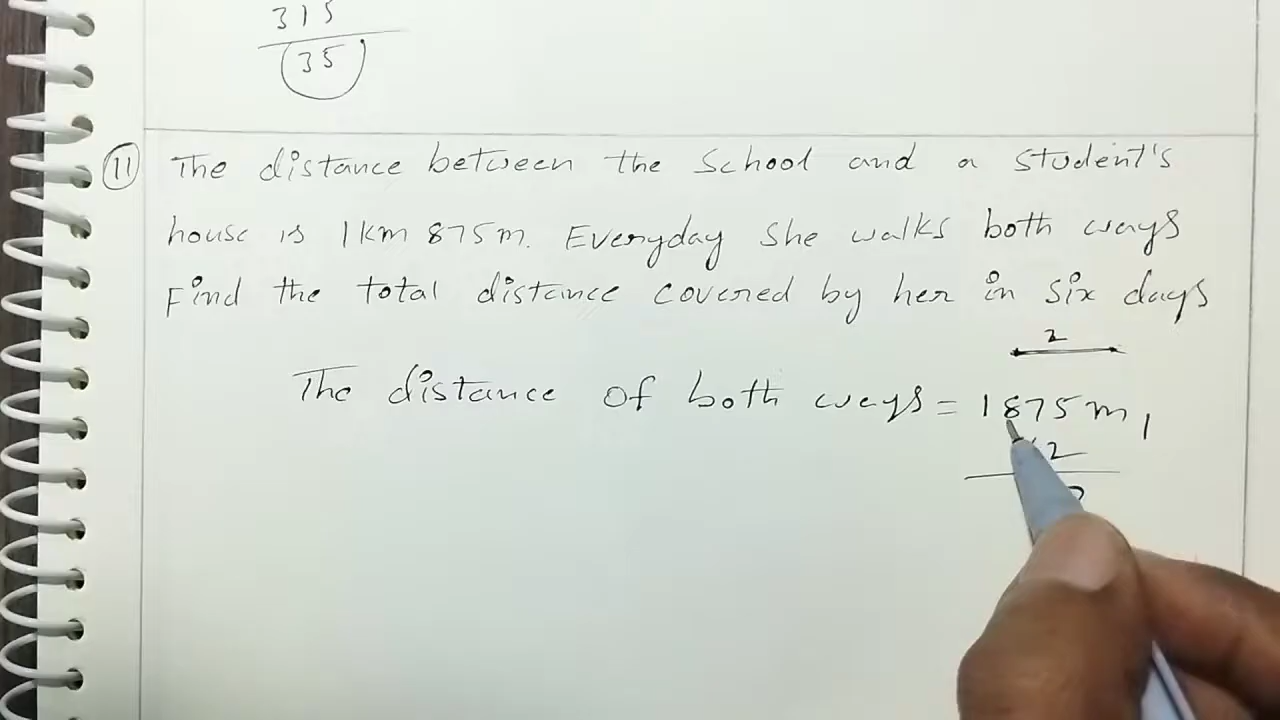 315
35
11 The distance between the School and a student's
house is 1km 875m. Everyday she walks both ways
Find the total distance covered by her in six days
2
The distance of both ways = 1875m,
2